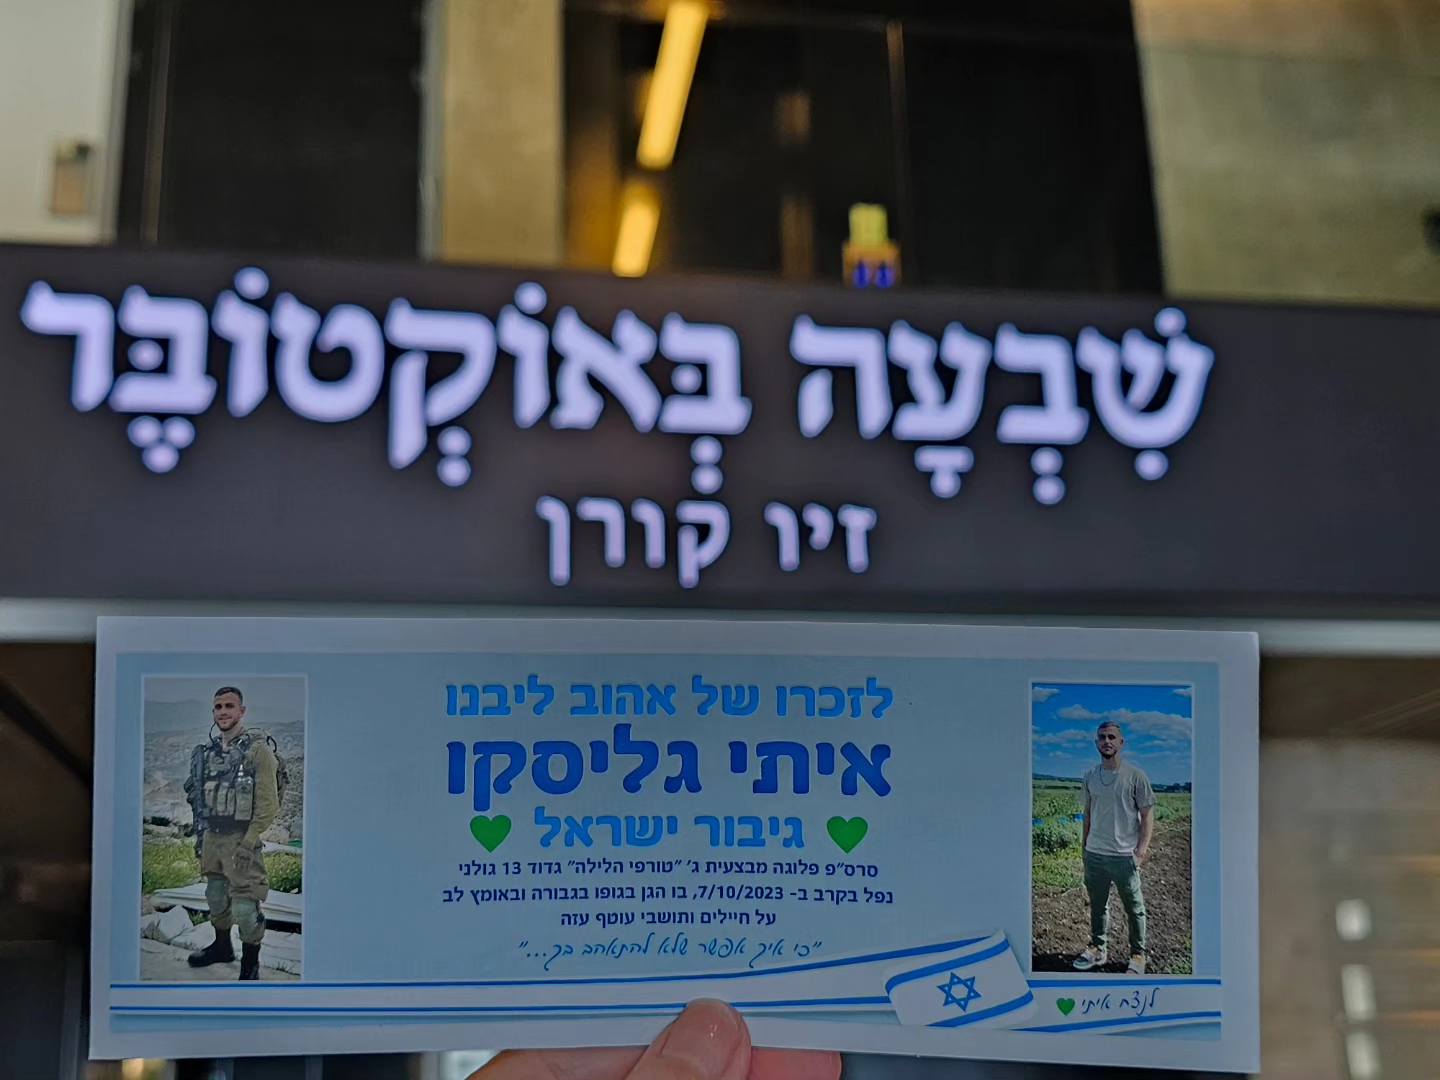 שִׁבְעָה בְּאוֹקְטוֹבֶּר
זיו קורן
לזכרו של אהוב ליבנו
איתי גליסקו
גיבור ישראל
סרס״פ פלוגה מבצעית ג׳ ״טורפי הלילה״ גדוד 13 גולני
נפל בקרב ב- 7/10/2023, בו הגן בגופו בגבורה ובאומץ לב
על חיילים ותושבי עוטף עזה
״כי איך אפשר שלא להתאהב בך...״
לנצח איתי